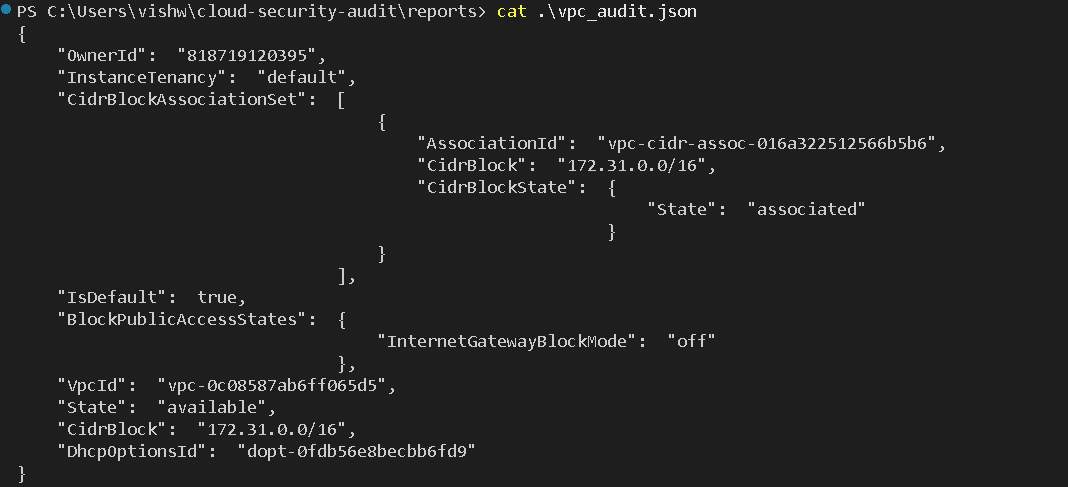 PS C:\Users\vishw\cloud-security-audit\reports> cat .\vpc_audit.json
{
    "OwnerId":  "818719120395",
    "InstanceTenancy":  "default",
    "CidrBlockAssociationSet":  [
                                    {
                                        "AssociationId":  "vpc-cidr-assoc-016a322512566b5b6",
                                        "CidrBlock":  "172.31.0.0/16",
                                        "CidrBlockState":  {
                                                               "State":  "associated"
                                                           }
                                    }
                                ],
    "IsDefault":  true,
    "BlockPublicAccessStates":  {
                                    "InternetGatewayBlockMode":  "off"
                                },
    "VpcId":  "vpc-0c08587ab6ff065d5",
    "State":  "available",
    "CidrBlock":  "172.31.0.0/16",
    "DhcpOptionsId":  "dopt-0fdb56e8becbb6fd9"
}